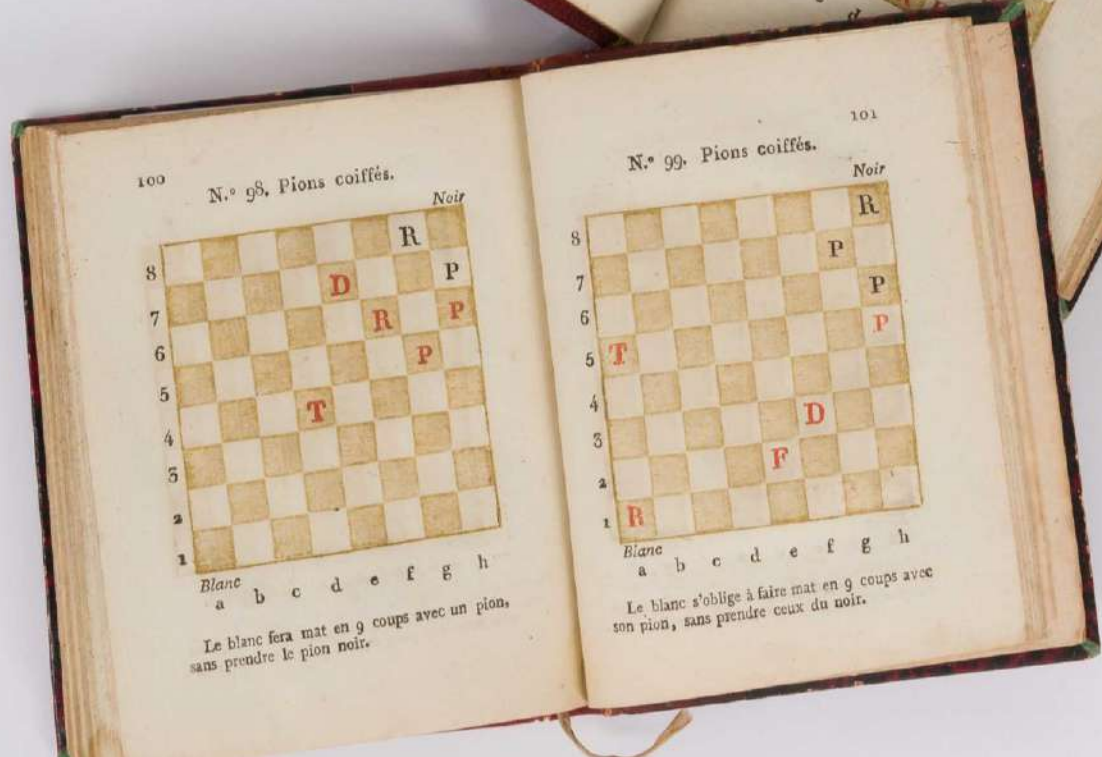 100
N.º 98. Pions coiffés.
Noir
8 R
7 D P
6 R P
5 P
4 T
3
2
1
Blanc
a b c d e f g h
Le blanc fera mat en 9 coups avec un pion,
sans prendre le pion noir.
101
N.º 99. Pions coiffés.
Noir
8 R
7 P
6 P
5 T P
4
3 D
2 F
1 R
Blanc
a b c d e f g h
Le blanc s'oblige à faire mat en 9 coups avec
son pion, sans prendre ceux du noir.